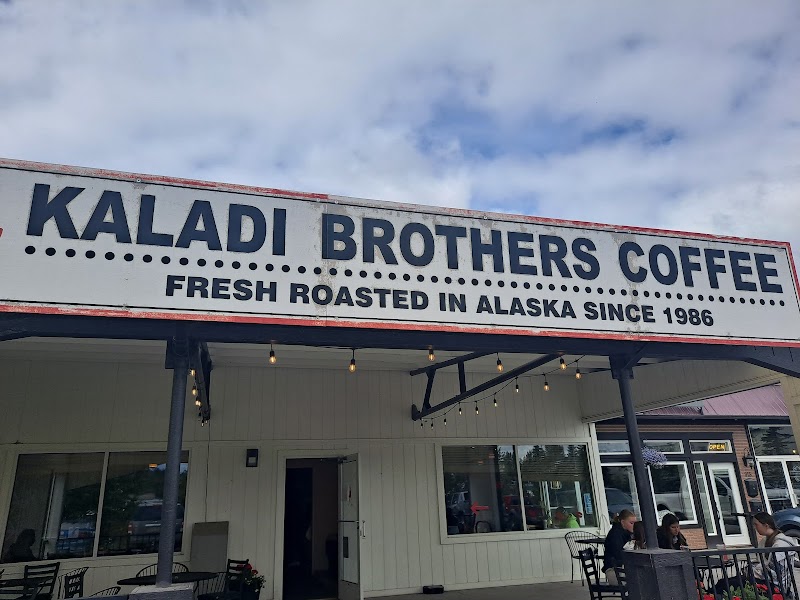 KALADI BROTHERS COFFEE
FRESH ROASTED IN ALASKA SINCE 1986
OPEN